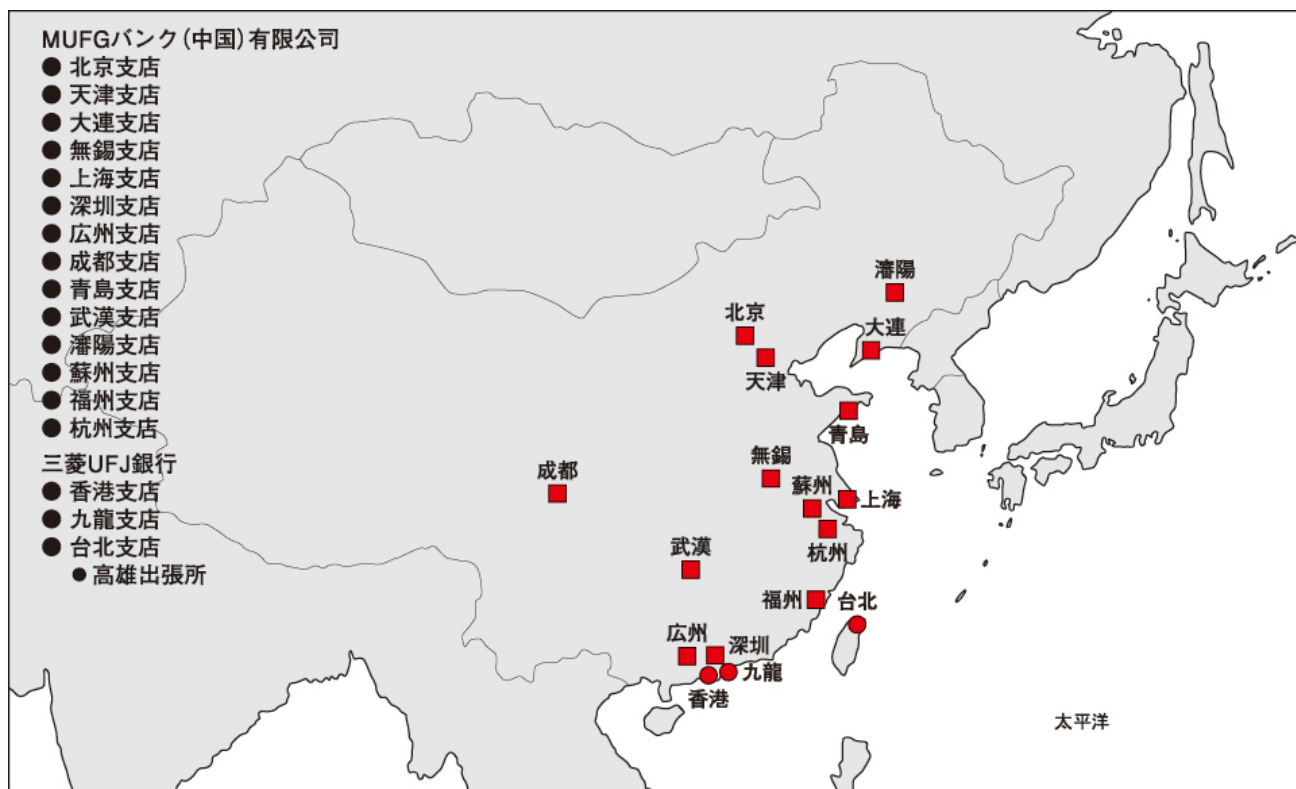 MUFGバンク(中国)有限公司
● 北京支店
● 天津支店
● 大連支店
● 無錫支店
● 上海支店
● 深圳支店
● 広州支店
● 成都支店
● 青島支店
● 武漢支店
● 瀋陽支店
● 蘇州支店
● 福州支店
● 杭州支店
三菱UFJ銀行
● 香港支店
● 九龍支店
● 台北支店
● 高雄出張所
瀋陽
北京
大連
天津
青島
無錫
成都
蘇州
上海
杭州
武漢
福州
台北
広州
深圳
九龍
香港
太平洋